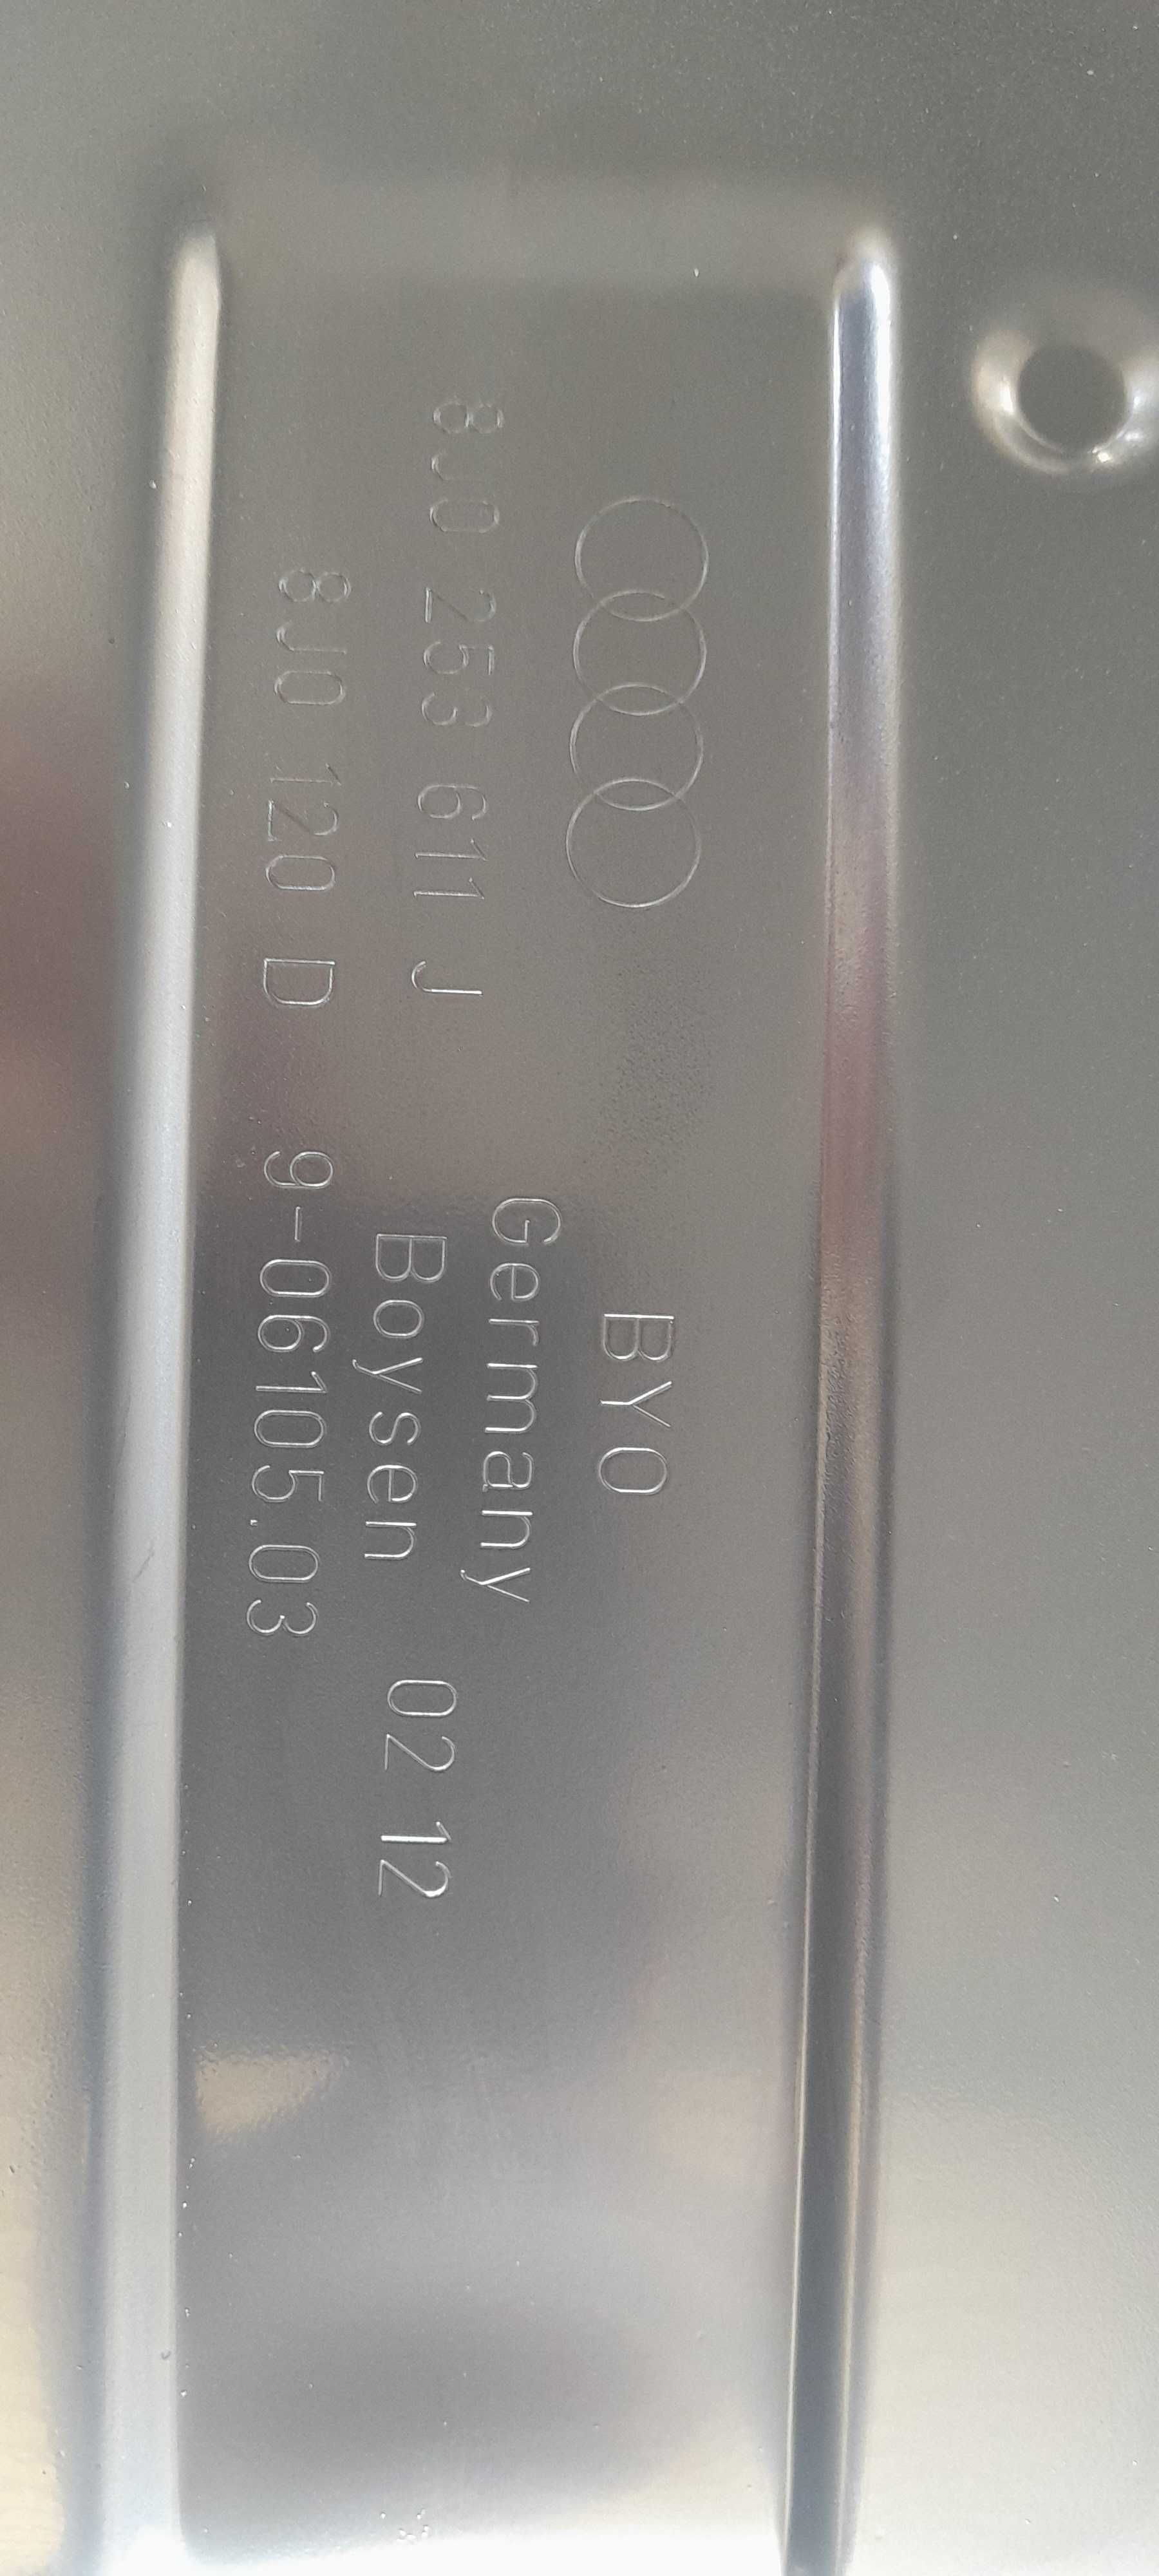 8J0 253 611 J
8J0 120 D
BYO
Germany
Boysen 02 12
9-06105.03